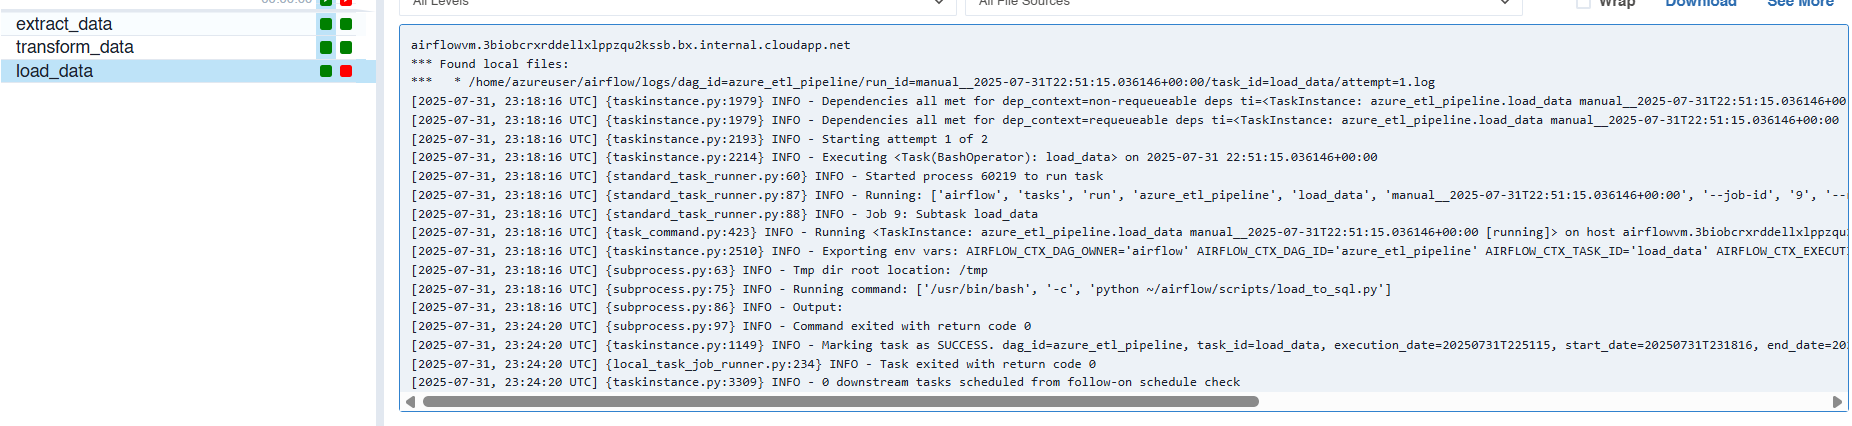 All Levels
All File Sources
Wrap
Download
See More
extract_data
transform_data
load_data
airflowvm.3biobcrxrddellxlppzqu2kssb.bx.internal.cloudapp.net
*** Found local files:
***   * /home/azureuser/airflow/logs/dag_id=azure_etl_pipeline/run_id=manual__2025-07-31T22:51:15.036146+00:00/task_id=load_data/attempt=1.log
[2025-07-31, 23:18:16 UTC] {taskinstance.py:1979} INFO - Dependencies all met for dep_context=non-requeueable deps ti=<TaskInstance: azure_etl_pipeline.load_data manual__2025-07-31T22:51:15.036146+00
[2025-07-31, 23:18:16 UTC] {taskinstance.py:1979} INFO - Dependencies all met for dep_context=requeueable deps ti=<TaskInstance: azure_etl_pipeline.load_data manual__2025-07-31T22:51:15.036146+00:00
[2025-07-31, 23:18:16 UTC] {taskinstance.py:2193} INFO - Starting attempt 1 of 2
[2025-07-31, 23:18:16 UTC] {taskinstance.py:2214} INFO - Executing <Task(BashOperator): load_data> on 2025-07-31 22:51:15.036146+00:00
[2025-07-31, 23:18:16 UTC] {standard_task_runner.py:60} INFO - Started process 60219 to run task
[2025-07-31, 23:18:16 UTC] {standard_task_runner.py:87} INFO - Running: ['airflow', 'tasks', 'run', 'azure_etl_pipeline', 'load_data', 'manual__2025-07-31T22:51:15.036146+00:00', '--job-id', '9', '--
[2025-07-31, 23:18:16 UTC] {standard_task_runner.py:88} INFO - Job 9: Subtask load_data
[2025-07-31, 23:18:16 UTC] {task_command.py:423} INFO - Running <TaskInstance: azure_etl_pipeline.load_data manual__2025-07-31T22:51:15.036146+00:00 [running]> on host airflowvm.3biobcrxrddellxlppzqu
[2025-07-31, 23:18:16 UTC] {taskinstance.py:2510} INFO - Exporting env vars: AIRFLOW_CTX_DAG_OWNER='airflow' AIRFLOW_CTX_DAG_ID='azure_etl_pipeline' AIRFLOW_CTX_TASK_ID='load_data' AIRFLOW_CTX_EXECUT
[2025-07-31, 23:18:16 UTC] {subprocess.py:63} INFO - Tmp dir root location: /tmp
[2025-07-31, 23:18:16 UTC] {subprocess.py:75} INFO - Running command: ['/usr/bin/bash', '-c', 'python ~/airflow/scripts/load_to_sql.py']
[2025-07-31, 23:18:16 UTC] {subprocess.py:86} INFO - Output:
[2025-07-31, 23:24:20 UTC] {subprocess.py:97} INFO - Command exited with return code 0
[2025-07-31, 23:24:20 UTC] {taskinstance.py:1149} INFO - Marking task as SUCCESS. dag_id=azure_etl_pipeline, task_id=load_data, execution_date=20250731T225115, start_date=20250731T231816, end_date=20
[2025-07-31, 23:24:20 UTC] {local_task_job_runner.py:234} INFO - Task exited with return code 0
[2025-07-31, 23:24:20 UTC] {taskinstance.py:3309} INFO - 0 downstream tasks scheduled from follow-on schedule check